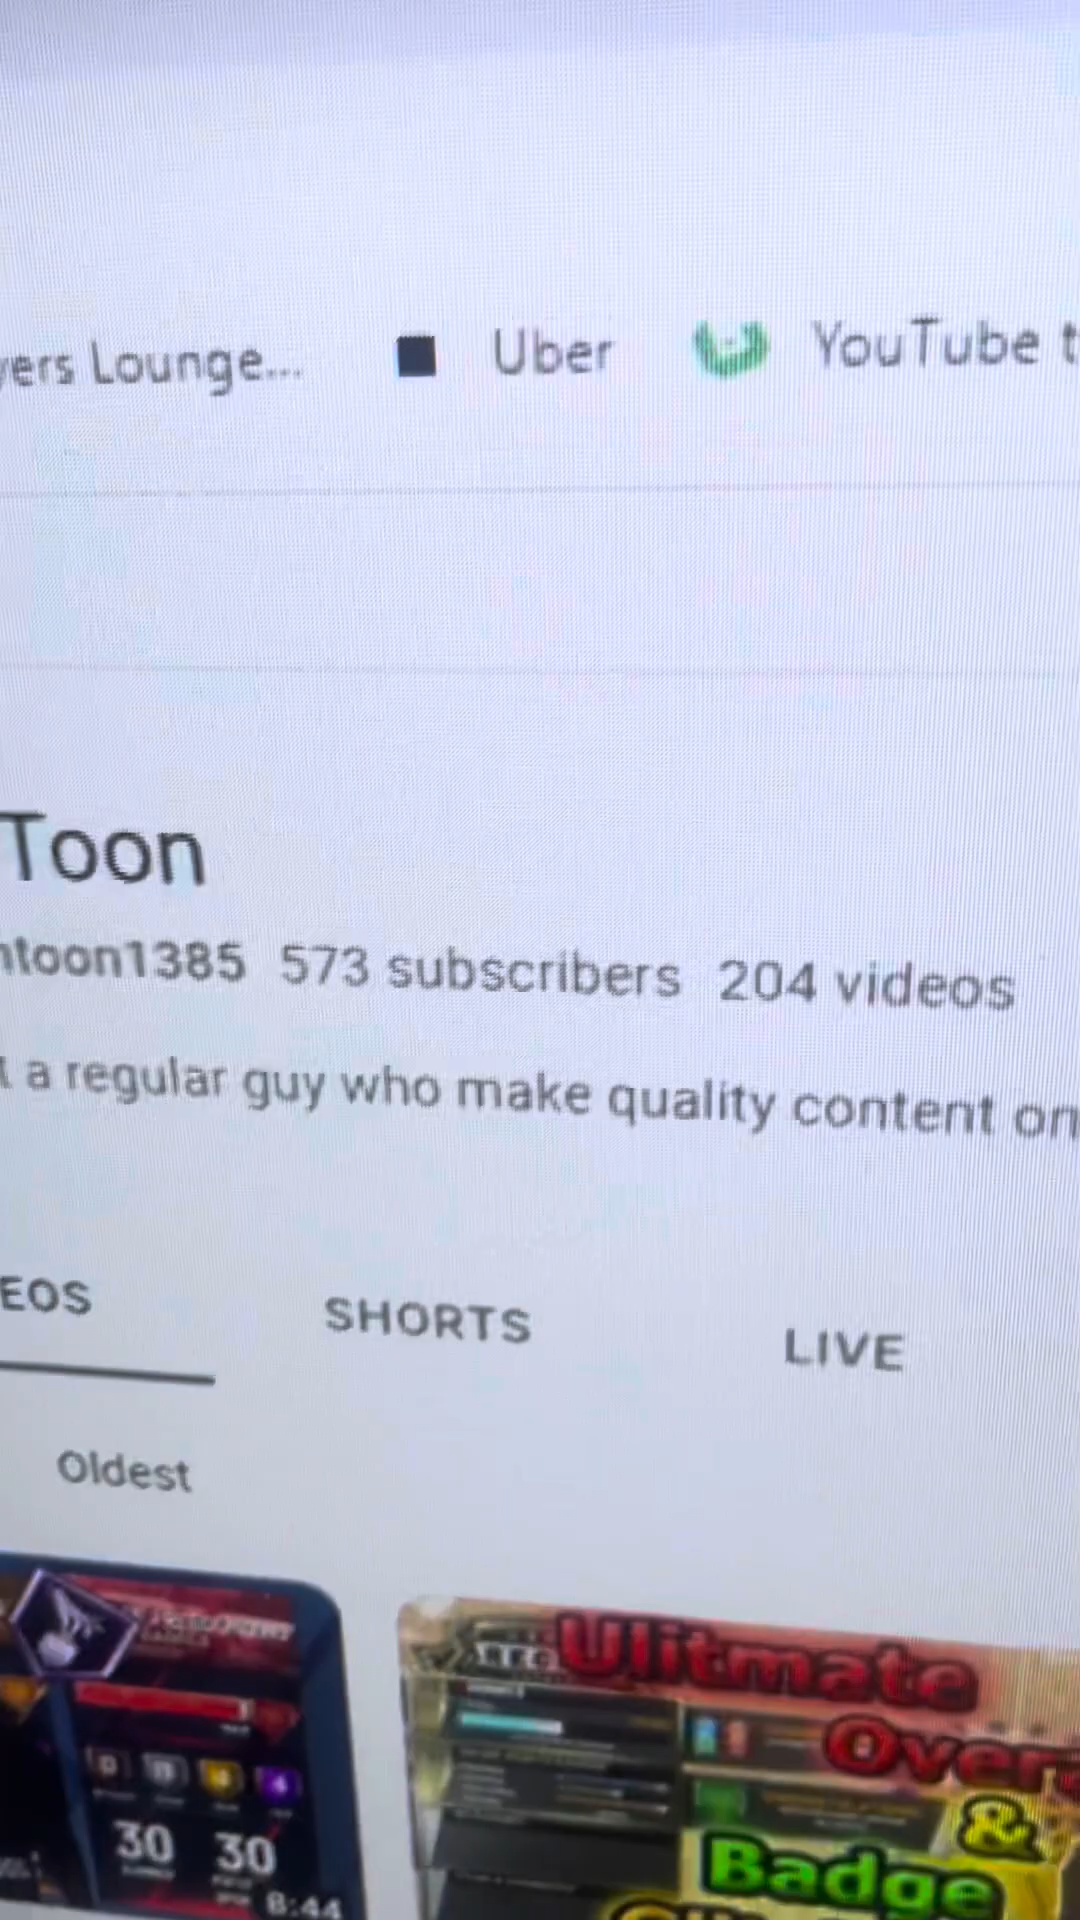 yers Lounge... Uber YouTube t
Toon
ntoon1385 573 subscribers 204 videos
t a regular guy who make quality content on
EOS SHORTS LIVE
Oldest
Ulitmate
Over
&
Badge
30 30
8:44